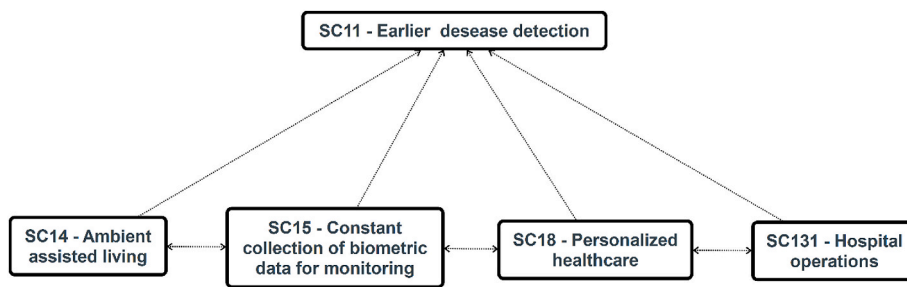 SC11 - Earlier desease detection
SC14 - Ambient
assisted living
SC15 - Constant
collection of biometric
data for monitoring
SC18 - Personalized
healthcare
SC131 - Hospital
operations